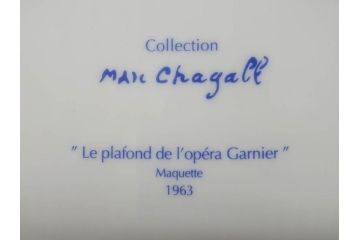 Collection
Marc Chagall
" Le plafond de l'opéra Garnier "
Maquette
1963